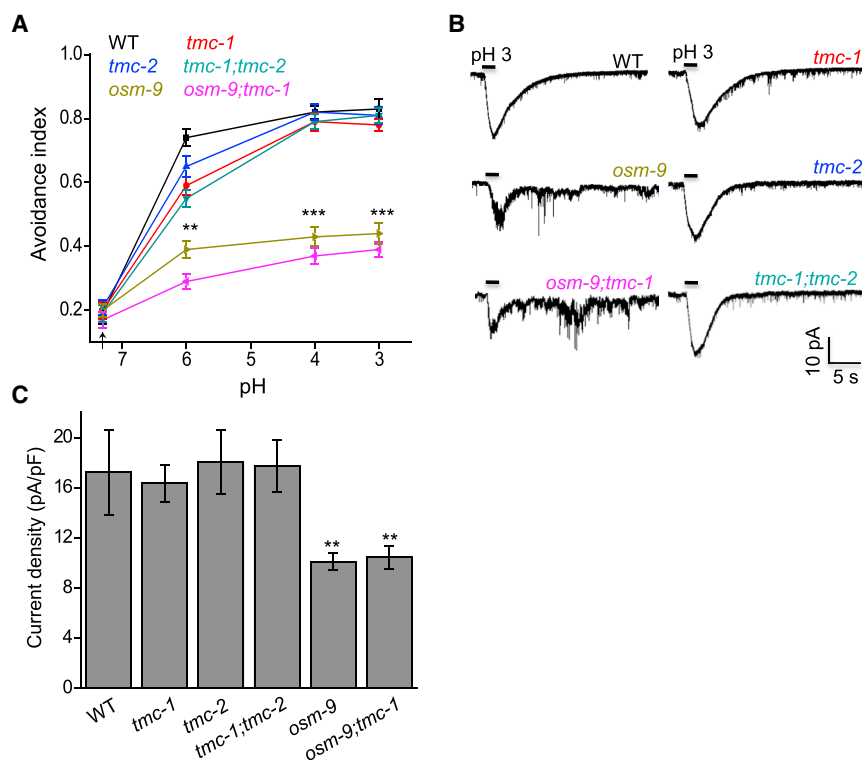 A
WT
tmc-1
tmc-2
tmc-1;tmc-2
osm-9
osm-9;tmc-1
1.0
0.8
0.6
0.4
0.2
Avoidance index
**
***
***
7
6
5
4
3
pH
B
pH 3
WT
pH 3
tmc-1
osm-9
tmc-2
osm-9;tmc-1
tmc-1;tmc-2
10 pA
5 s
C
20
16
12
8
4
0
Current density (pA/pF)
**
**
WT
tmc-1
tmc-2
tmc-1;tmc-2
osm-9
osm-9;tmc-1